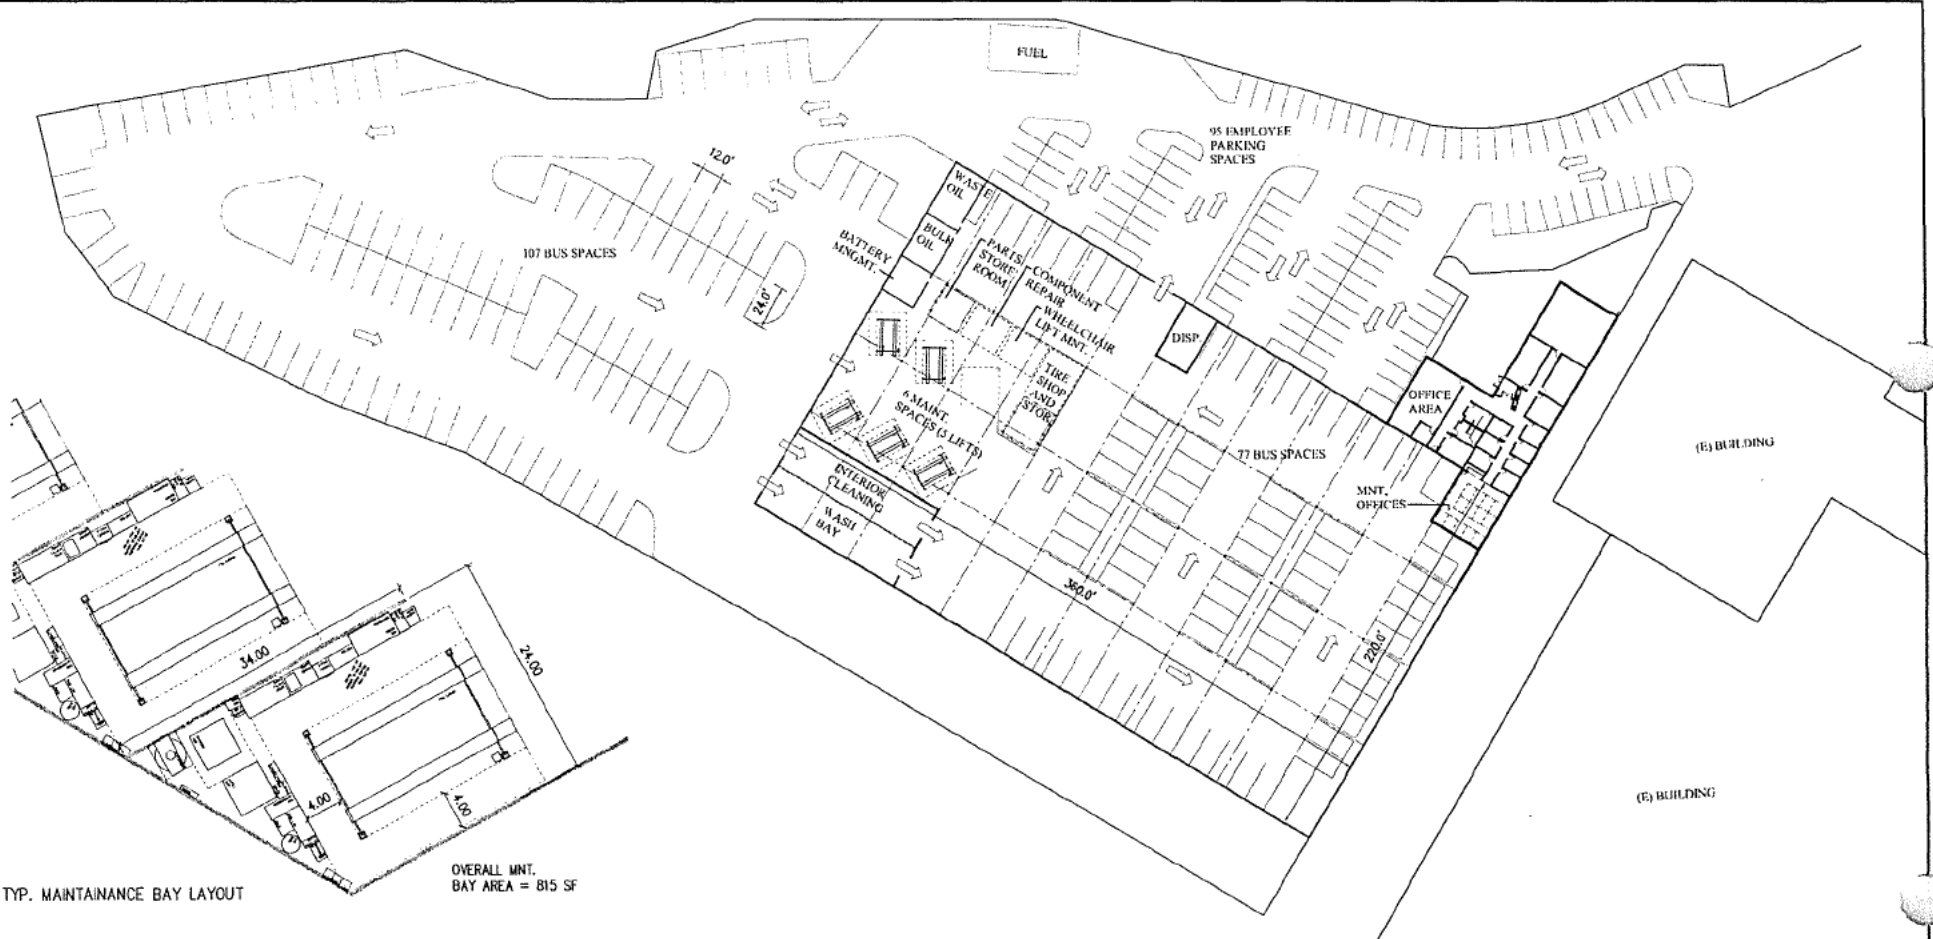 FUEL
95 EMPLOYEE
PARKING
SPACES
12.0'
WASTE
OIL
BULK
OIL
BATTERY
MNGMT.
107 BUS SPACES
24.0'
PARTS
STORE
ROOM
COMPONENT
REPAIR
WHEELCHAIR
LIFT MNT.
DISP.
TIRE
SHOP
AND
STOR.
6 MAINT.
SPACES (5 LIFTS)
OFFICE
AREA
(E) BUILDING
77 BUS SPACES
INTERIOR
CLEANING
WASH
BAY
MNT.
OFFICES
360.0'
220.0'
34.00
24.00
4.00
4.00
(E) BUILDING
OVERALL MNT.
BAY AREA = 815 SF
TYP. MAINTAINANCE BAY LAYOUT